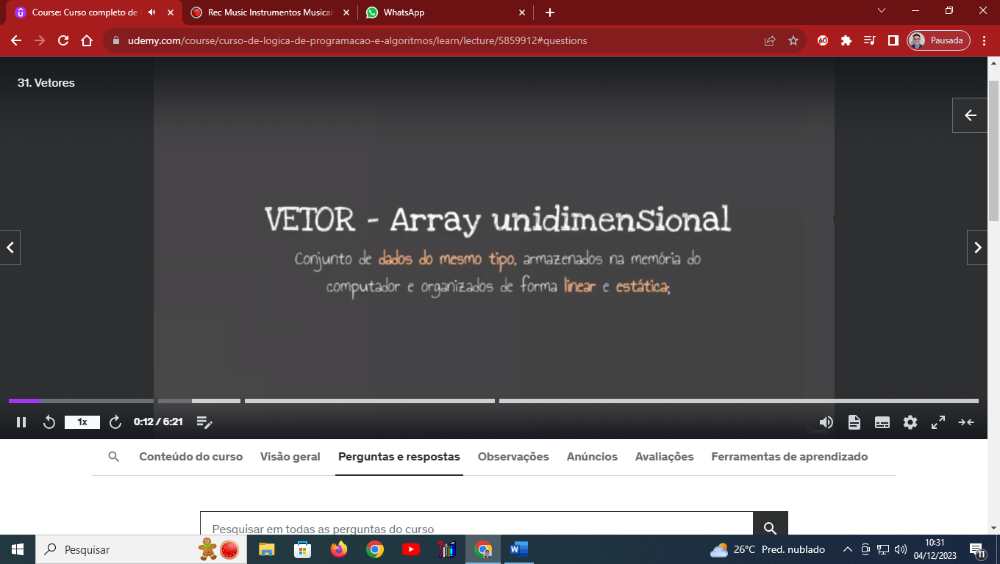 Course: Curso completo de
Rec Music Instrumentos Musicai
WhatsApp
udemy.com/course/curso-de-logica-de-programacao-e-algoritmos/learn/lecture/5859912#questions
Pausada
31. Vetores
VETOR - Array unidimensional
Conjunto de dados do mesmo tipo, armazenados na memória do
computador e organizados de forma linear e estática;
1x
0:12 / 6:21
Conteúdo do curso
Visão geral
Perguntas e respostas
Observações
Anúncios
Avaliações
Ferramentas de aprendizado
Pesquisar em todas as perguntas do curso
Pesquisar
26°C Pred. nublado
10:31
04/12/2023
11